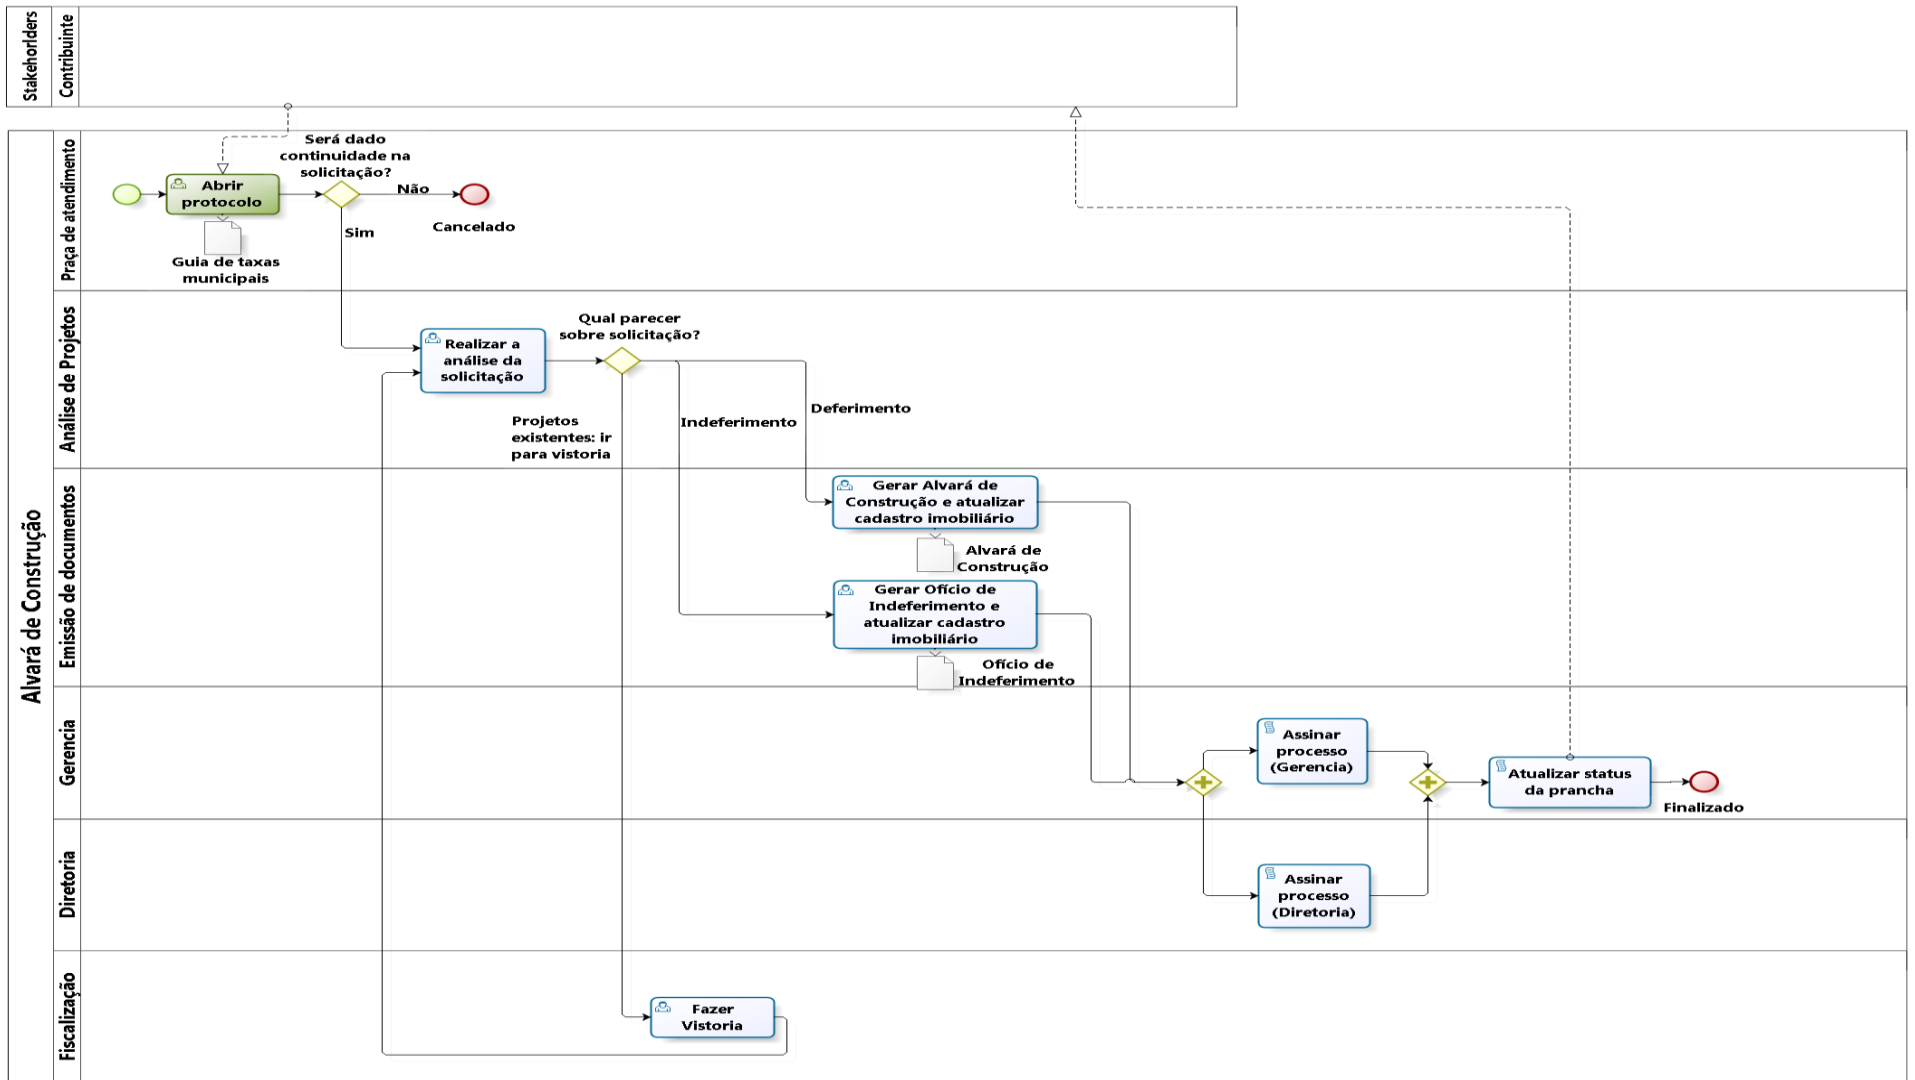 Stakehorlders
Contribuinte
Alvará de Construção
Praça de atendimento
Será dado
continuidade na
solicitação?
Abrir
protocolo
Não
Cancelado
Sim
Guia de taxas
municipais
Análise de Projetos
Qual parecer
sobre solicitação?
Realizar a
análise da
solicitação
Projetos
existentes: ir
para vistoria
Indeferimento
Deferimento
Emissão de documentos
Gerar Alvará de
Construção e atualizar
cadastro imobiliário
Alvará de
Construção
Gerar Ofício de
Indeferimento e
atualizar cadastro
imobiliário
Ofício de
Indeferimento
Gerencia
Assinar
processo
(Gerencia)
Atualizar status
da prancha
Finalizado
Diretoria
Assinar
processo
(Diretoria)
Fiscalização
Fazer
Vistoria